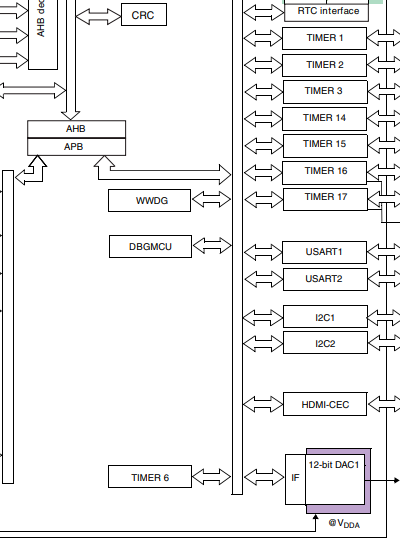 RTC interface
CRC
TIMER 1
TIMER 2
TIMER 3
TIMER 14
AHB
APB
TIMER 15
TIMER 16
WWDG
TIMER 17
DBGMCU
USART1
USART2
I2C1
I2C2
HDMI-CEC
TIMER 6
IF
12-bit DAC1
@VDDA